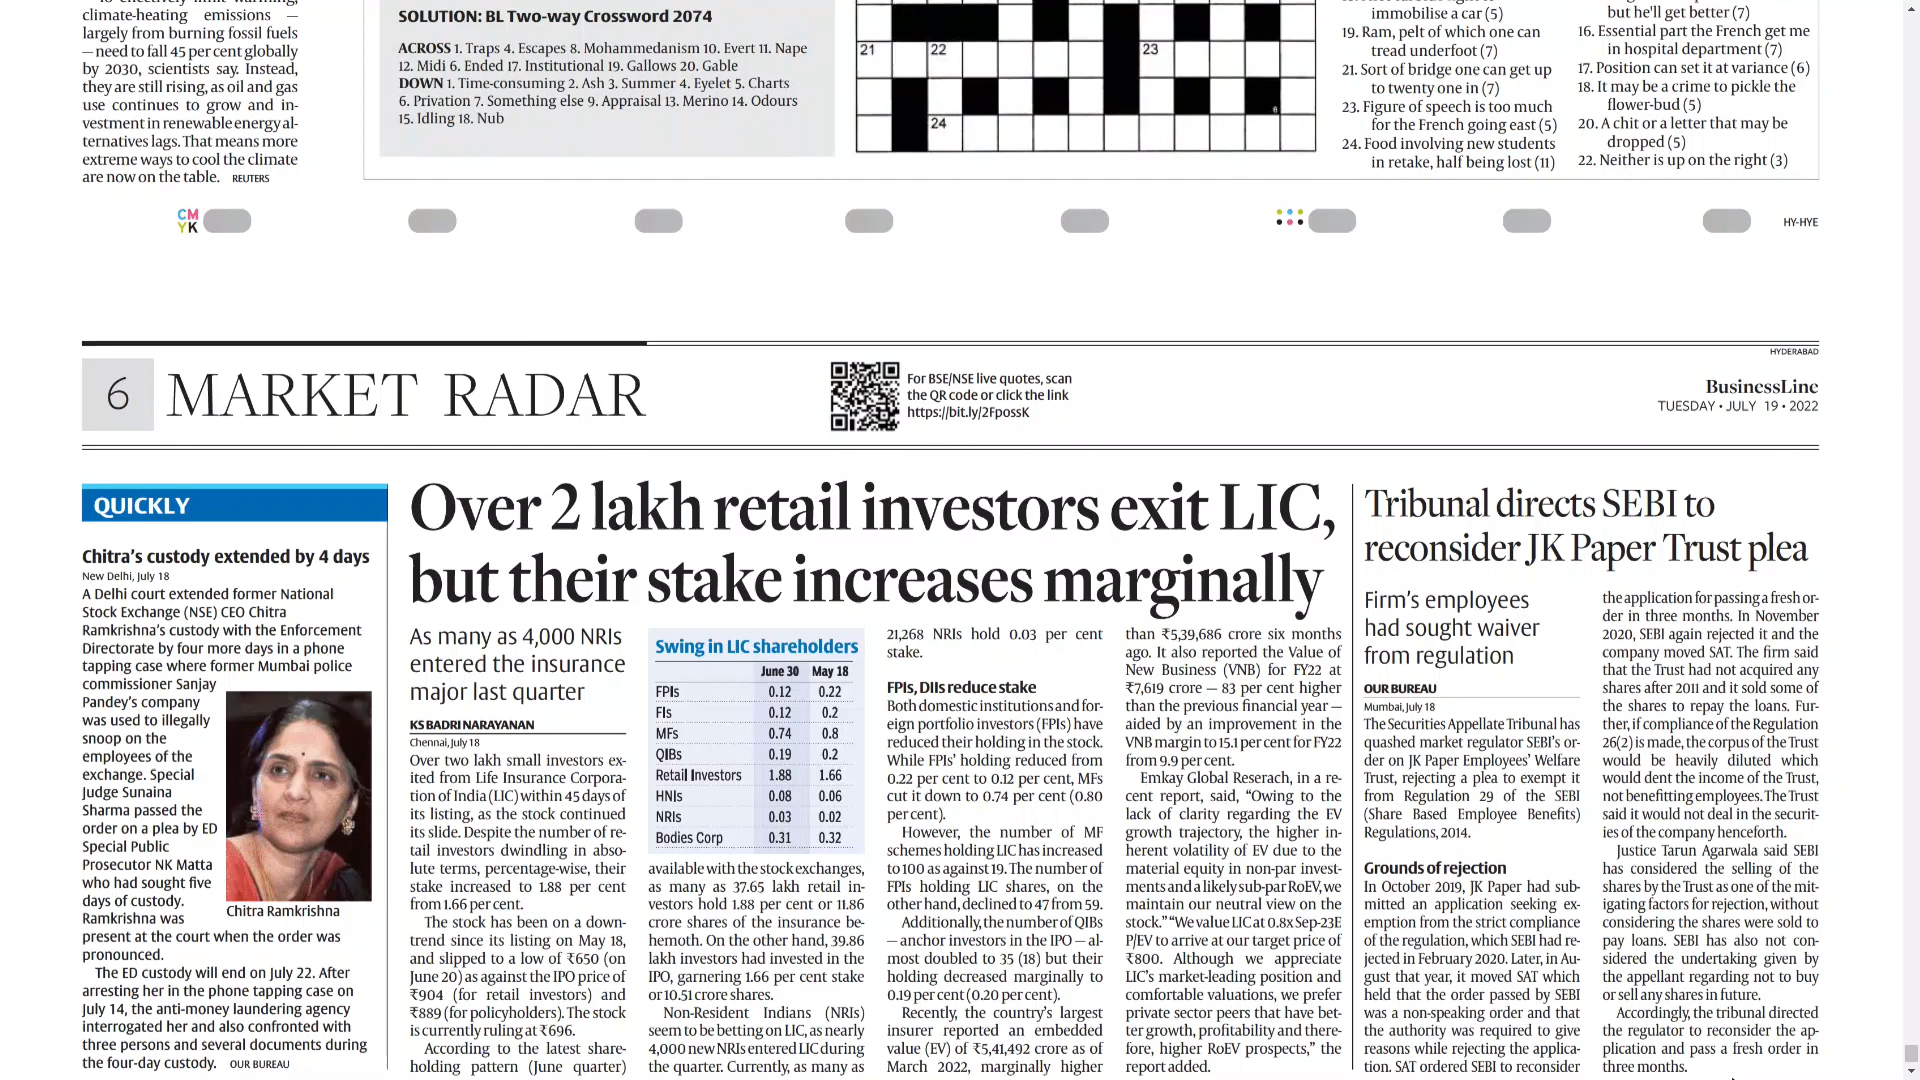 To effectively limit warming,
climate-heating emissions —
largely from burning fossil fuels
— need to fall 45 per cent globally
by 2030, scientists say. Instead,
they are still rising, as oil and gas
use continues to grow and in-
vestment in renewable energy al-
ternatives lags. That means more
extreme ways to cool the climate
are now on the table. REUTERS
SOLUTION: BL Two-way Crossword 2074
ACROSS 1. Traps 4. Escapes 8. Mohammedanism 10. Evert 11. Nape
12. Midi 6. Ended 17. Institutional 19. Gallows 20. Gable
DOWN 1. Time-consuming 2. Ash 3. Summer 4. Eyelet 5. Charts
6. Privation 7. Something else 9. Appraisal 13. Merino 14. Odours
15. Idling 18. Nub
21 22 23
6
24
immobilise a car (5)
19. Ram, pelt of which one can
tread underfoot (7)
21. Sort of bridge one can get up
to twenty one in (7)
23. Figure of speech is too much
for the French going east (5)
24. Food involving new students
in retake, half being lost (11)
but he'll get better (7)
16. Essential part the French get me
in hospital department (7)
17. Position can set it at variance (6)
18. It may be a crime to pickle the
flower-bud (5)
20. A chit or a letter that may be
dropped (5)
22. Neither is up on the right (3)
CM
YK
HY-HYE
HYDERABAD
6 MARKET RADAR
For BSE/NSE live quotes, scan
the QR code or click the link
https://bit.ly/2FpossK
BusinessLine
TUESDAY • JULY 19 • 2022
QUICKLY
Chitra's custody extended by 4 days
New Delhi, July 18
A Delhi court extended former National
Stock Exchange (NSE) CEO Chitra
Ramkrishna's custody with the Enforcement
Directorate by four more days in a phone
tapping case where former Mumbai police
commissioner Sanjay
Pandey's company
was used to illegally
snoop on the
employees of the
exchange. Special
Judge Sunaina
Sharma passed the
order on a plea by ED
Special Public
Prosecutor NK Matta
who had sought five
days of custody.
Ramkrishna was
present at the court when the order was
pronounced.
The ED custody will end on July 22. After
arresting her in the phone tapping case on
July 14, the anti-money laundering agency
interrogated her and also confronted with
three persons and several documents during
the four-day custody. OUR BUREAU
Chitra Ramkrishna
Over 2 lakh retail investors exit LIC,
but their stake increases marginally
As many as 4,000 NRIs
entered the insurance
major last quarter
KS BADRI NARAYANAN
Chennai, July 18
Over two lakh small investors ex-
ited from Life Insurance Corpora-
tion of India (LIC) within 45 days of
its listing, as the stock continued
its slide. Despite the number of re-
tail investors dwindling in abso-
lute terms, percentage-wise, their
stake increased to 1.88 per cent
from 1.66 per cent.
The stock has been on a down-
trend since its listing on May 18,
and slipped to a low of ₹650 (on
June 20) as against the IPO price of
₹904 (for retail investors) and
₹889 (for policyholders). The stock
is currently ruling at ₹696.
According to the latest share-
holding pattern (June quarter)
Swing in LIC shareholders
June 30 May 18
FPIs 0.12 0.22
FIs 0.12 0.2
MFs 0.74 0.8
QIBs 0.19 0.2
Retail Investors 1.88 1.66
HNIs 0.08 0.06
NRIs 0.03 0.02
Bodies Corp 0.31 0.32
available with the stock exchanges,
as many as 37.65 lakh retail in-
vestors hold 1.88 per cent or 11.86
crore shares of the insurance be-
hemoth. On the other hand, 39.86
lakh investors had invested in the
IPO, garnering 1.66 per cent stake
or 10.51 crore shares.
Non-Resident Indians (NRIs)
seem to be betting on LIC, as nearly
4,000 new NRIs entered LIC during
the quarter. Currently, as many as
21,268 NRIs hold 0.03 per cent
stake.
FPIs, DIIs reduce stake
Both domestic institutions and for-
eign portfolio investors (FPIs) have
reduced their holding in the stock.
While FPIs' holding reduced from
0.22 per cent to 0.12 per cent, MFs
cut it down to 0.74 per cent (0.80
per cent).
However, the number of MF
schemes holding LIC has increased
to 100 as against 19. The number of
FPIs holding LIC shares, on the
other hand, declined to 47 from 59.
Additionally, the number of QIBs
— anchor investors in the IPO — al-
most doubled to 35 (18) but their
holding decreased marginally to
0.19 per cent (0.20 per cent).
Recently, the country's largest
insurer reported an embedded
value (EV) of ₹5,41,492 crore as of
March 2022, marginally higher
than ₹5,39,686 crore six months
ago. It also reported the Value of
New Business (VNB) for FY22 at
₹7,619 crore — 83 per cent higher
than the previous financial year —
aided by an improvement in the
VNB margin to 15.1 per cent for FY22
from 9.9 per cent.
Emkay Global Reserach, in a re-
cent report, said, "Owing to the
lack of clarity regarding the EV
growth trajectory, the higher in-
herent volatility of EV due to the
material equity in non-par invest-
ments and a likely sub-par RoEV, we
maintain our neutral view on the
stock." "We value LIC at 0.8x Sep-23E
P/EV to arrive at our target price of
₹800. Although we appreciate
LIC's market-leading position and
comfortable valuations, we prefer
private sector peers that have bet-
ter growth, profitability and there-
fore, higher RoEV prospects," the
report added.
Tribunal directs SEBI to
reconsider JK Paper Trust plea
Firm's employees
had sought waiver
from regulation
OUR BUREAU
Mumbai, July 18
The Securities Appellate Tribunal has
quashed market regulator SEBI's or-
der on JK Paper Employees' Welfare
Trust, rejecting a plea to exempt it
from Regulation 29 of the SEBI
(Share Based Employee Benefits)
Regulations, 2014.
Grounds of rejection
In October 2019, JK Paper had sub-
mitted an application seeking ex-
emption from the strict compliance
of the regulation, which SEBI had re-
jected in February 2020. Later, in Au-
gust that year, it moved SAT which
held that the order passed by SEBI
was a non-speaking order and that
the authority was required to give
reasons while rejecting the applica-
tion. SAT ordered SEBI to reconsider
the application for passing a fresh or-
der in three months. In November
2020, SEBI again rejected it and the
company moved SAT. The firm said
that the Trust had not acquired any
shares after 2011 and it sold some of
the shares to repay the loans. Fur-
ther, if compliance of the Regulation
26(2) is made, the corpus of the Trust
would be heavily diluted which
would dent the income of the Trust,
not benefitting employees. The Trust
said it would not deal in the securit-
ies of the company henceforth.
Justice Tarun Agarwala said SEBI
has considered the selling of the
shares by the Trust as one of the mit-
igating factors for rejection, without
considering the shares were sold to
pay loans. SEBI has also not con-
sidered the undertaking given by
the appellant regarding not to buy
or sell any shares in future.
Accordingly, the tribunal directed
the regulator to reconsider the ap-
plication and pass a fresh order in
three months.